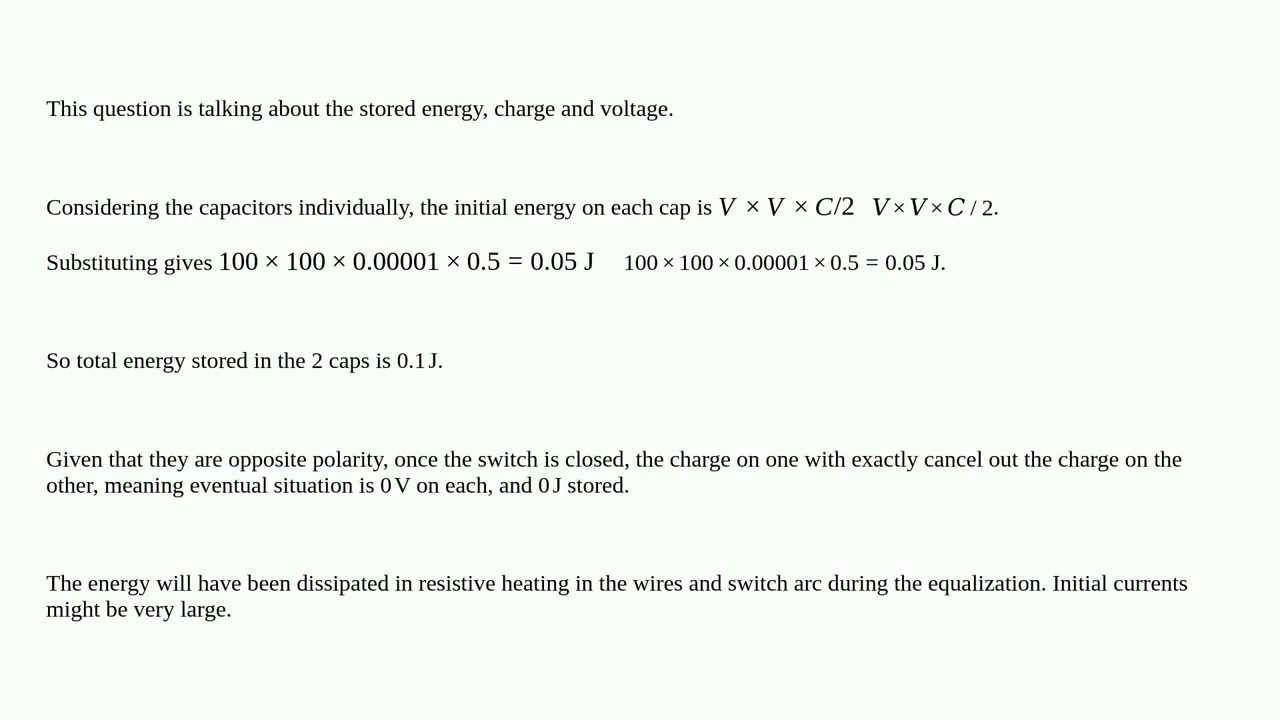 This question is talking about the stored energy, charge and voltage.
Considering the capacitors individually, the initial energy on each cap is V × V × C/2 V × V × C / 2.
Substituting gives 100 × 100 × 0.00001 × 0.5 = 0.05 J 100 × 100 × 0.00001 × 0.5 = 0.05 J.
So total energy stored in the 2 caps is 0.1 J.
Given that they are opposite polarity, once the switch is closed, the charge on one with exactly cancel out the charge on the
other, meaning eventual situation is 0 V on each, and 0 J stored.
The energy will have been dissipated in resistive heating in the wires and switch arc during the equalization. Initial currents
might be very large.